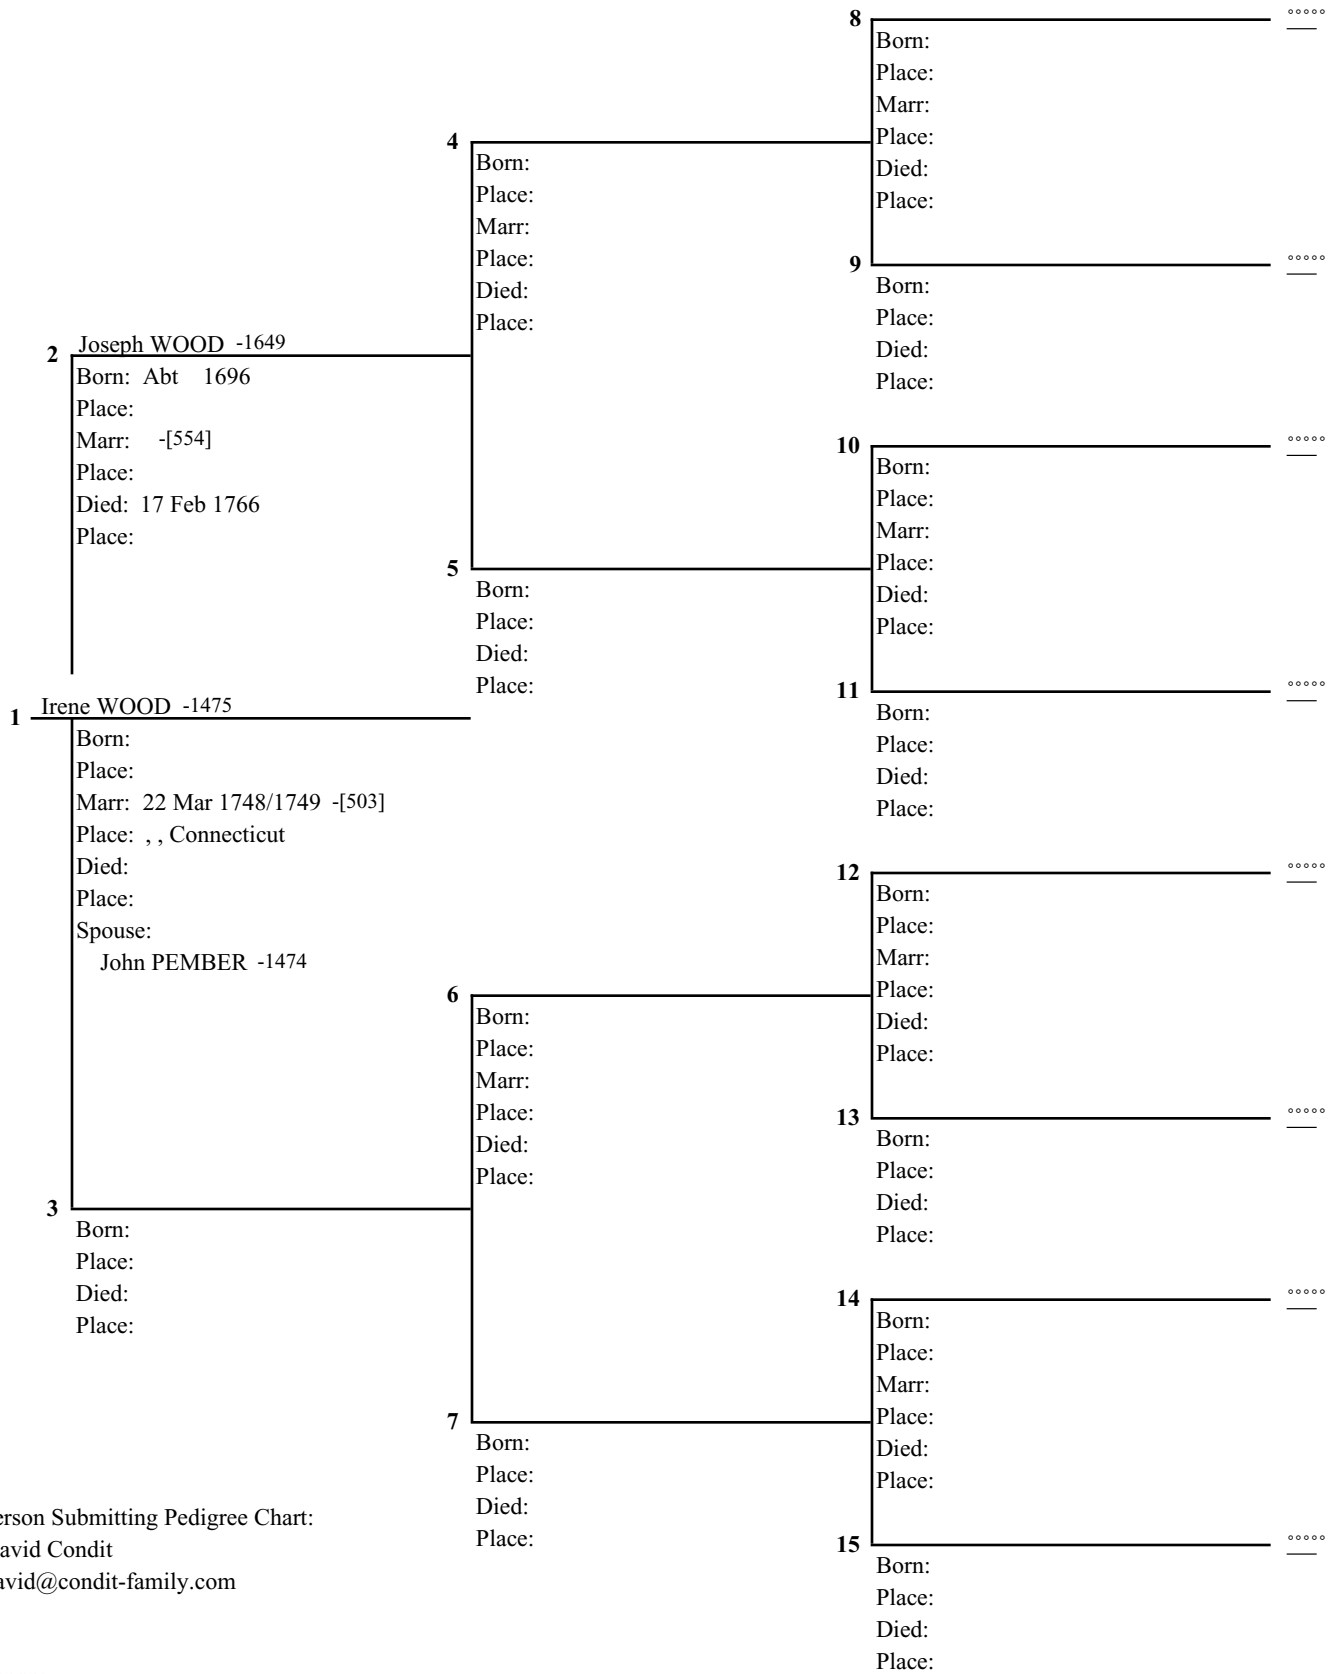 8
°°°°°
Born:
Place:
Marr:
Place:
Died:
Place:
4
Born:
Place:
Marr:
Place:
Died:
Place:
9
°°°°°
Born:
Place:
Died:
Place:
2 Joseph WOOD -1649
Born: Abt 1696
Place:
Marr: -[554]
Place:
Died: 17 Feb 1766
Place:
10
°°°°°
Born:
Place:
Marr:
Place:
Died:
Place:
5
Born:
Place:
Died:
Place:
11
°°°°°
Born:
Place:
Died:
Place:
1 Irene WOOD -1475
Born:
Place:
Marr: 22 Mar 1748/1749 -[503]
Place: , , Connecticut
Died:
Place:
Spouse:
John PEMBER -1474
12
°°°°°
Born:
Place:
Marr:
Place:
Died:
Place:
6
Born:
Place:
Marr:
Place:
Died:
Place:
13
°°°°°
Born:
Place:
Died:
Place:
3
Born:
Place:
Died:
Place:
14
°°°°°
Born:
Place:
Marr:
Place:
Died:
Place:
7
Born:
Place:
Died:
Place:
15
°°°°°
Born:
Place:
Died:
Place:
erson Submitting Pedigree Chart:
avid Condit
avid@condit-family.com